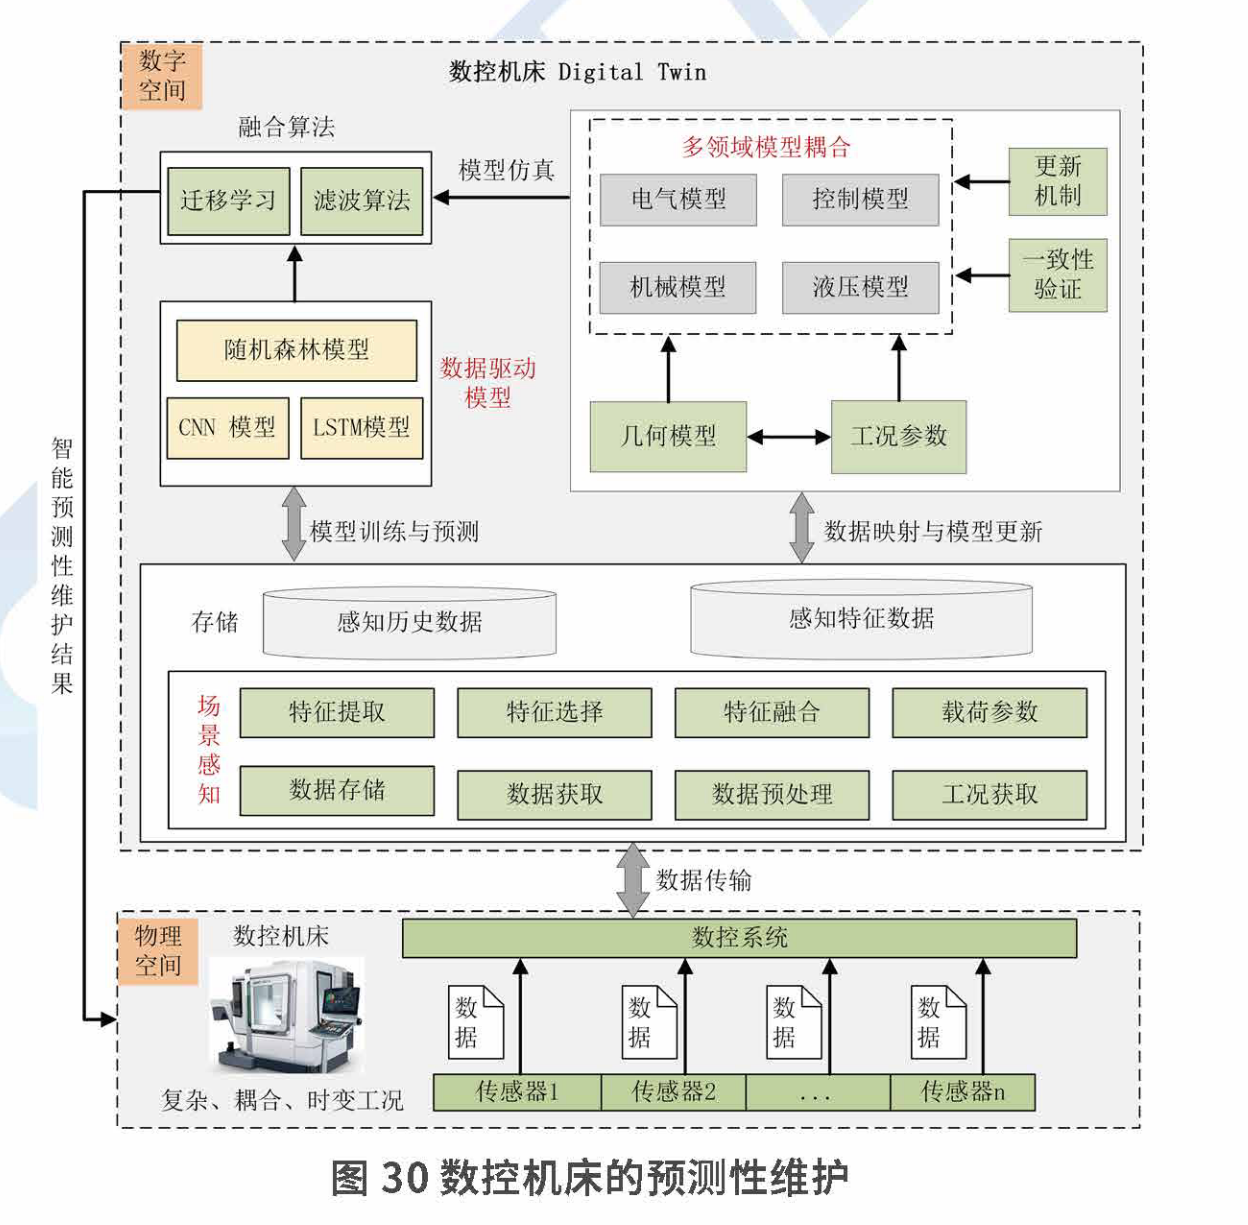 数字
空间
数控机床 Digital Twin
融合算法
迁移学习
滤波算法
模型仿真
多领域模型耦合
电气模型
控制模型
机械模型
液压模型
更新
机制
一致性
验证
随机森林模型
CNN 模型
LSTM模型
数据驱动
模型
几何模型
工况参数
智能预测性维护结果
模型训练与预测
数据映射与模型更新
存储
感知历史数据
感知特征数据
场景感知
特征提取
特征选择
特征融合
载荷参数
数据存储
数据获取
数据预处理
工况获取
数据传输
物理
空间
数控机床
数控系统
数据
数据
数据
数据
复杂、耦合、时变工况
传感器1
传感器2
...
传感器n
图 30 数控机床的预测性维护